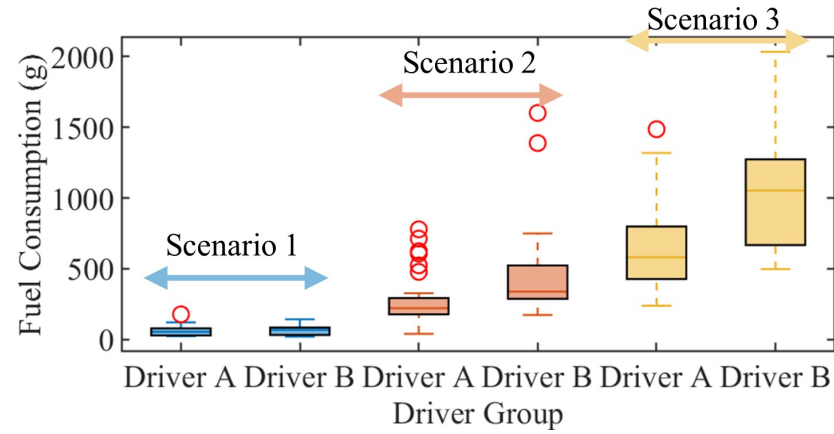 Scenario 3
2000
Scenario 2
1500
1000
Scenario 1
500
0
Fuel Consumption (g)
Driver A Driver B Driver A Driver B Driver A Driver B
Driver Group